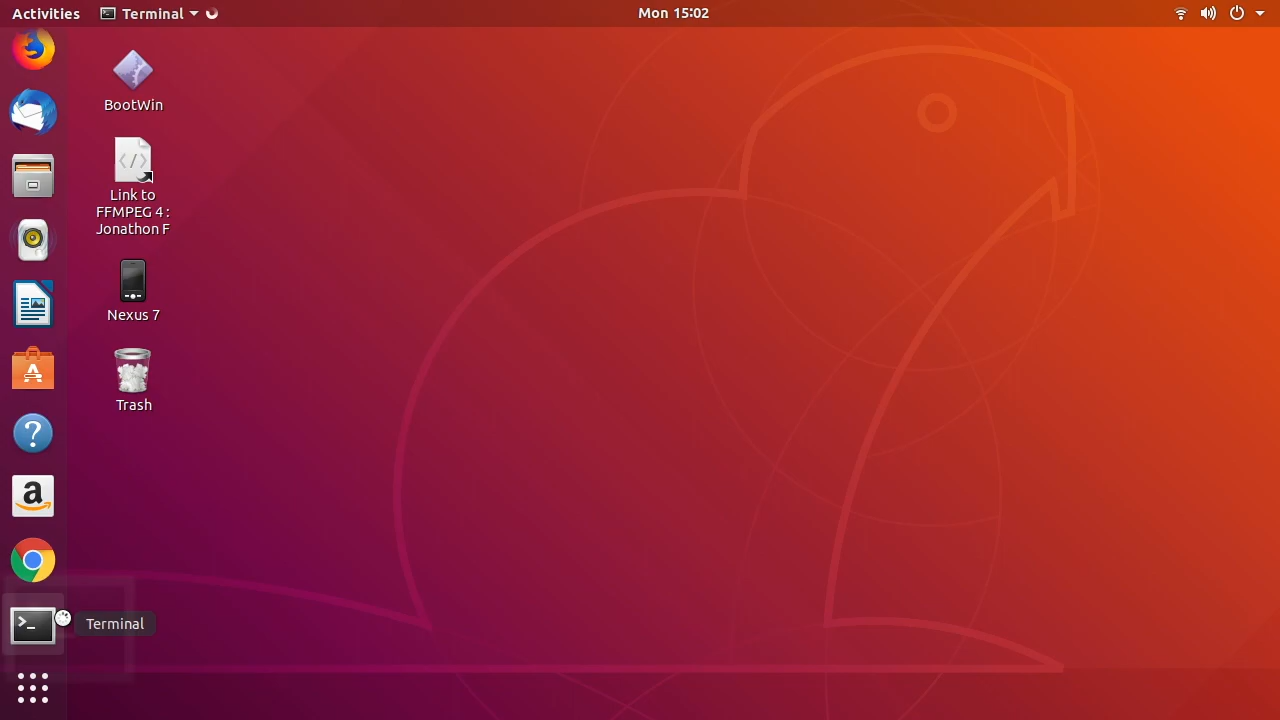 Activities
Terminal
Mon 15:02
BootWin
Link to
FFMPEG 4 :
Jonathon F
Nexus 7
Trash
Terminal